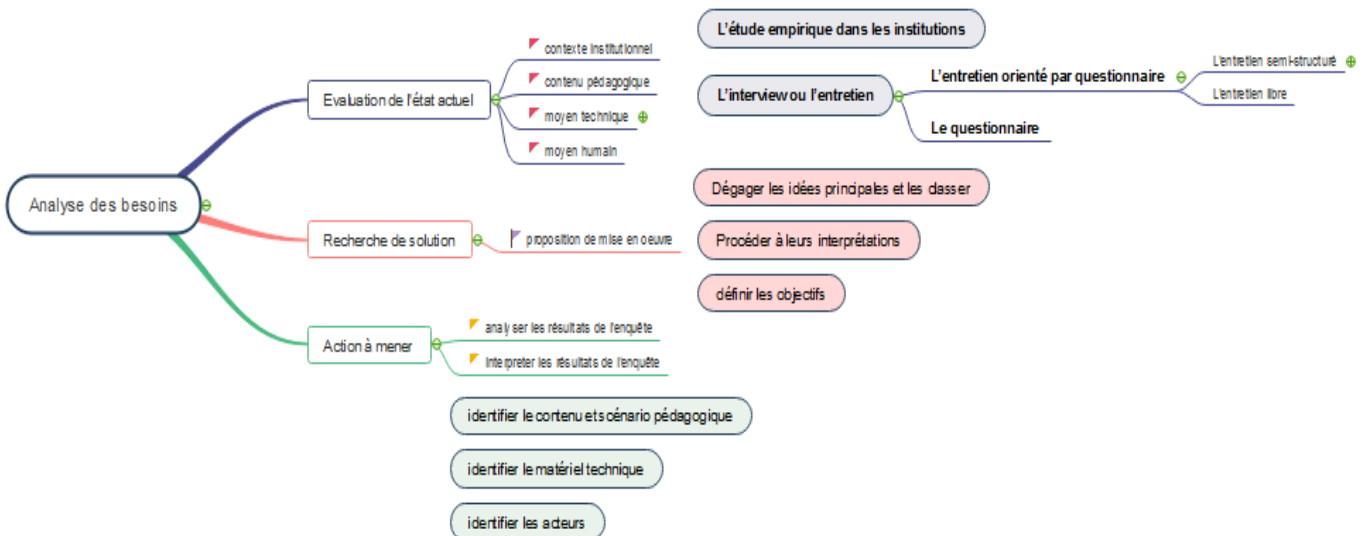 Analyse des besoins
Evaluation de l'état actuel
contexte institutionnel
contenu pédagogique
moyen technique
moyen humain
L'étude empirique dans les institutions
L'interview ou l'entretien
L'entretien orienté par questionnaire
L'entretien semi-structuré
L'entretien libre
Le questionnaire
Recherche de solution
proposition de mise en oeuvre
Dégager les idées principales et les classer
Procéder à leurs interprétations
définir les objectifs
Action à mener
analyser les résultats de l'enquête
Interpreter les résultats de l'enquête
identifier le contenu et scénario pédagogique
identifier le matériel technique
identifier les acteurs